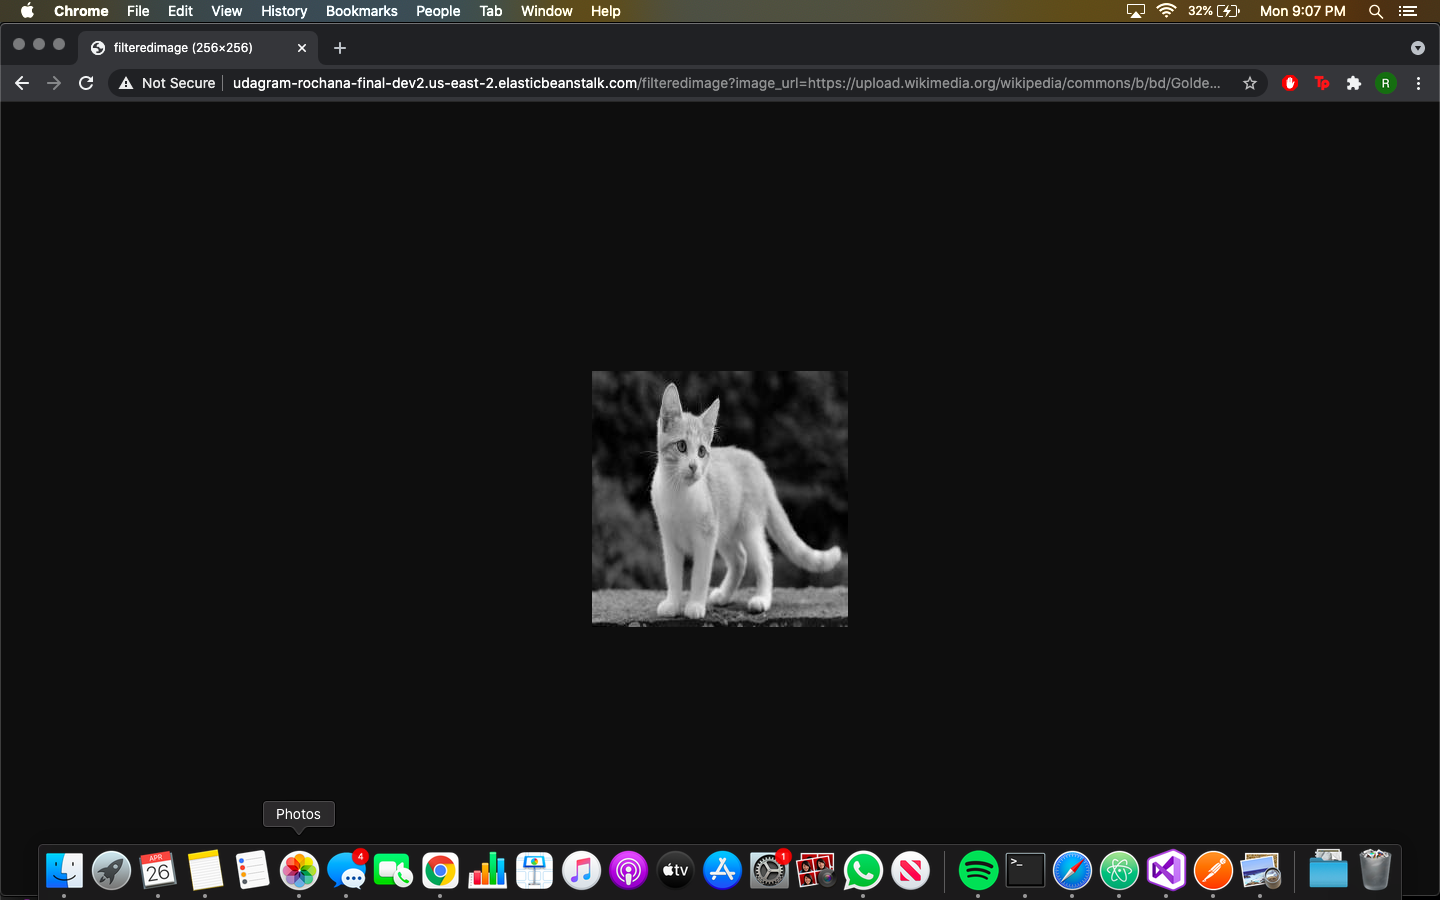 Chrome File Edit View History Bookmarks People Tab Window Help 32% Mon 9:07 PM
filteredimage (256×256)
Not Secure udagram-rochana-final-dev2.us-east-2.elasticbeanstalk.com/filteredimage?image_url=https://upload.wikimedia.org/wikipedia/commons/b/bd/Golde... Tp R
Photos
APR 26 4 tv 1 >_